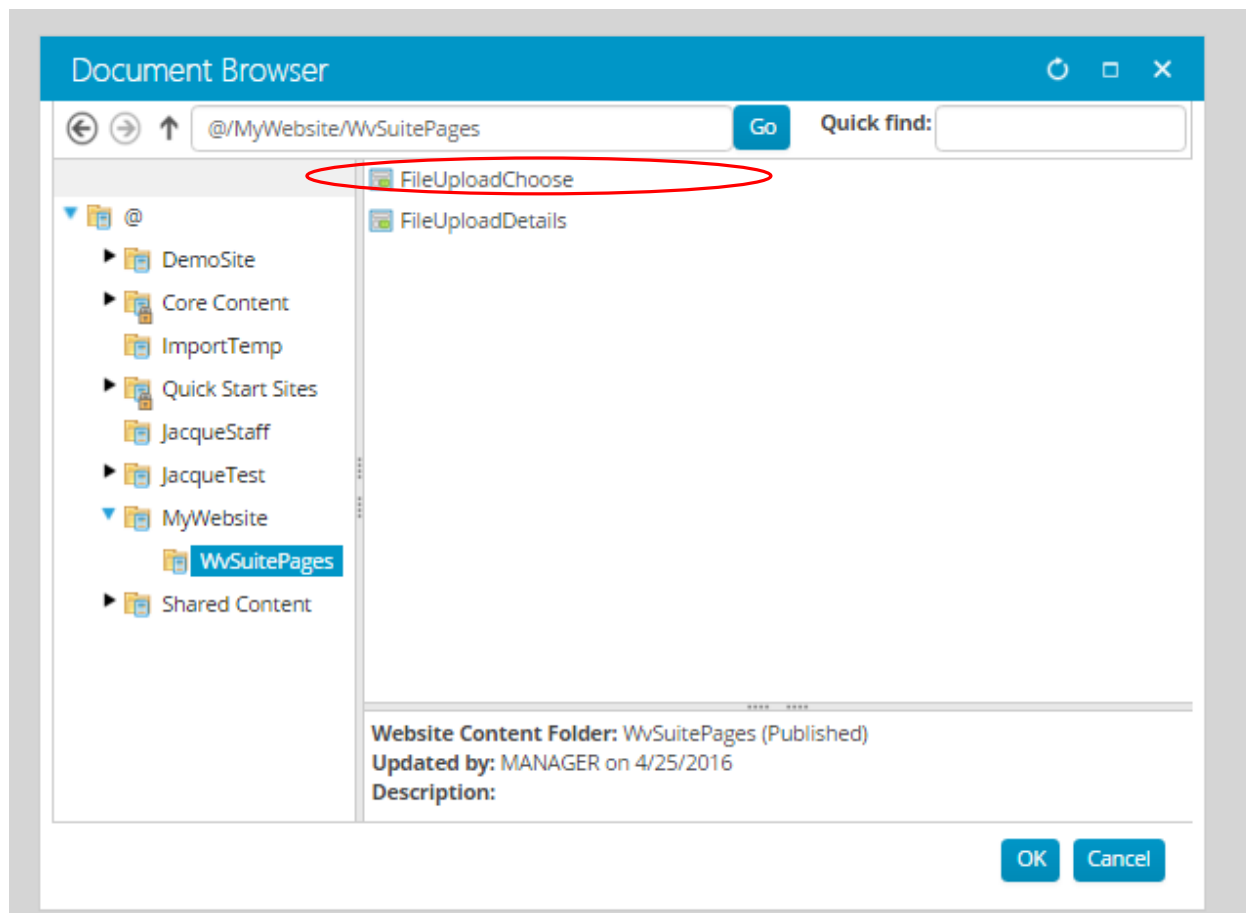 Document Browser
@/MyWebsite/WvSuitePages
Go
Quick find:
FileUploadChoose
FileUploadDetails
@
DemoSite
Core Content
ImportTemp
Quick Start Sites
JacqueStaff
JacqueTest
MyWebsite
WvSuitePages
Shared Content
Website Content Folder: WvSuitePages (Published)
Updated by: MANAGER on 4/25/2016
Description:
OK
Cancel